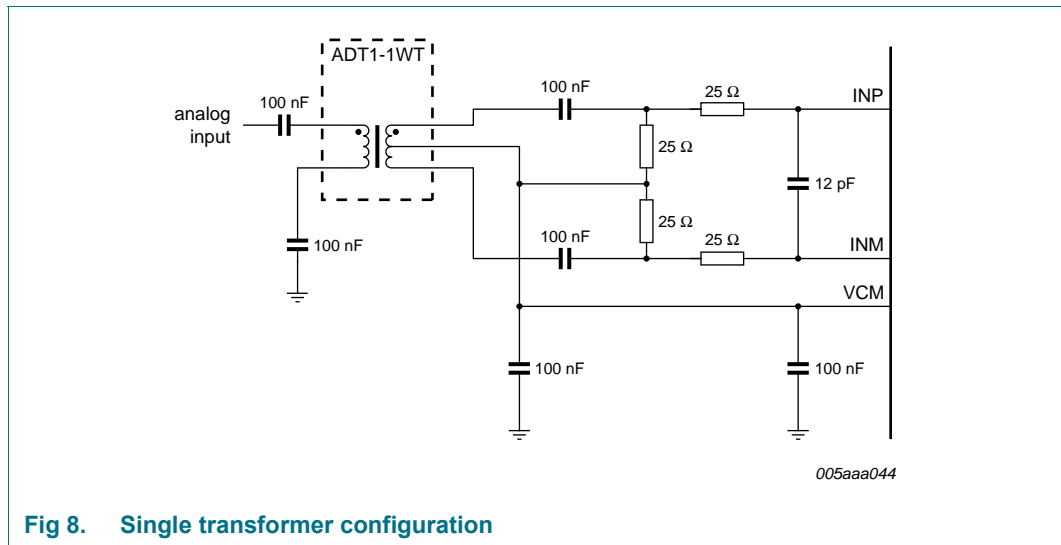 ADT1-1WT
100 nF
25 Ω
INP
100 nF
analog
input
25 Ω
12 pF
25 Ω
100 nF
25 Ω
INM
100 nF
VCM
100 nF
100 nF
005aaa044
Fig 8. Single transformer configuration